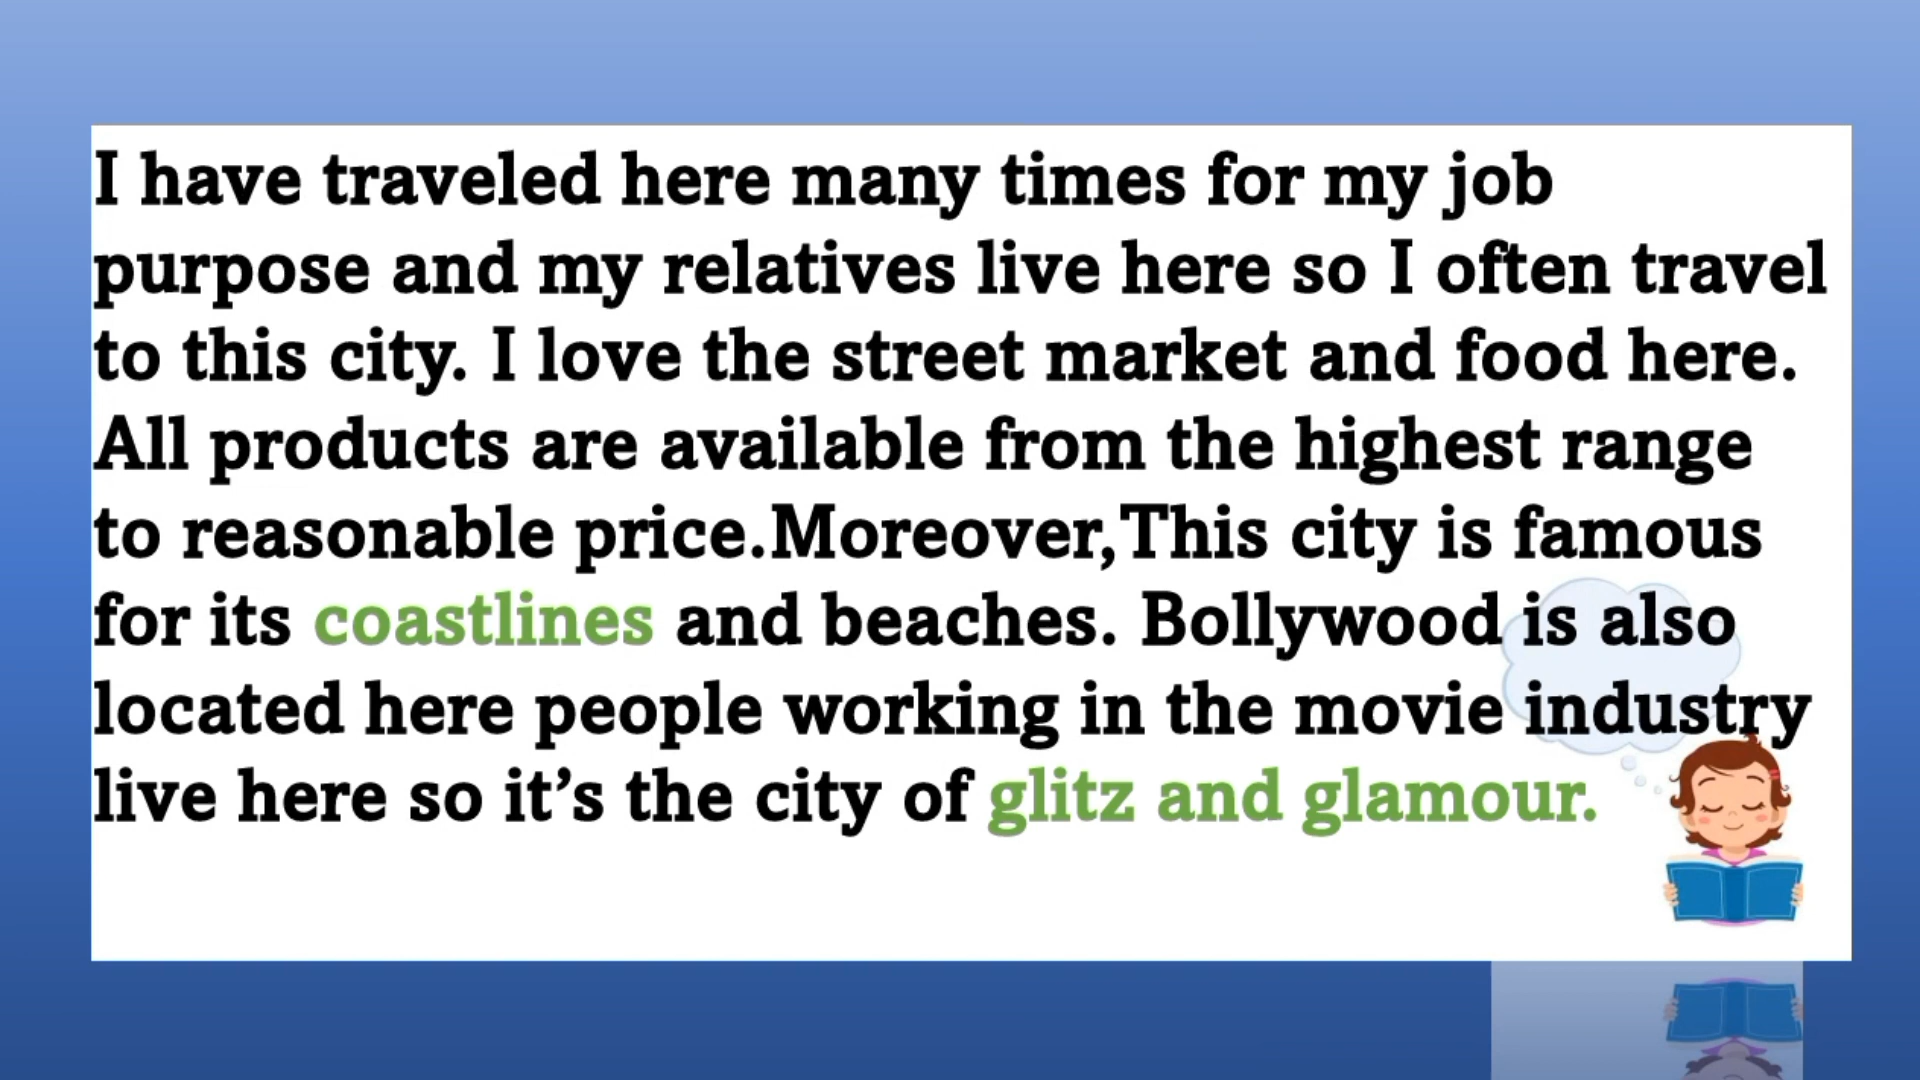 I have traveled here many times for my job
purpose and my relatives live here so I often travel
to this city. I love the street market and food here.
All products are available from the highest range
to reasonable price.Moreover,This city is famous
for its coastlines and beaches. Bollywood is also
located here people working in the movie industry
live here so it’s the city of glitz and glamour.